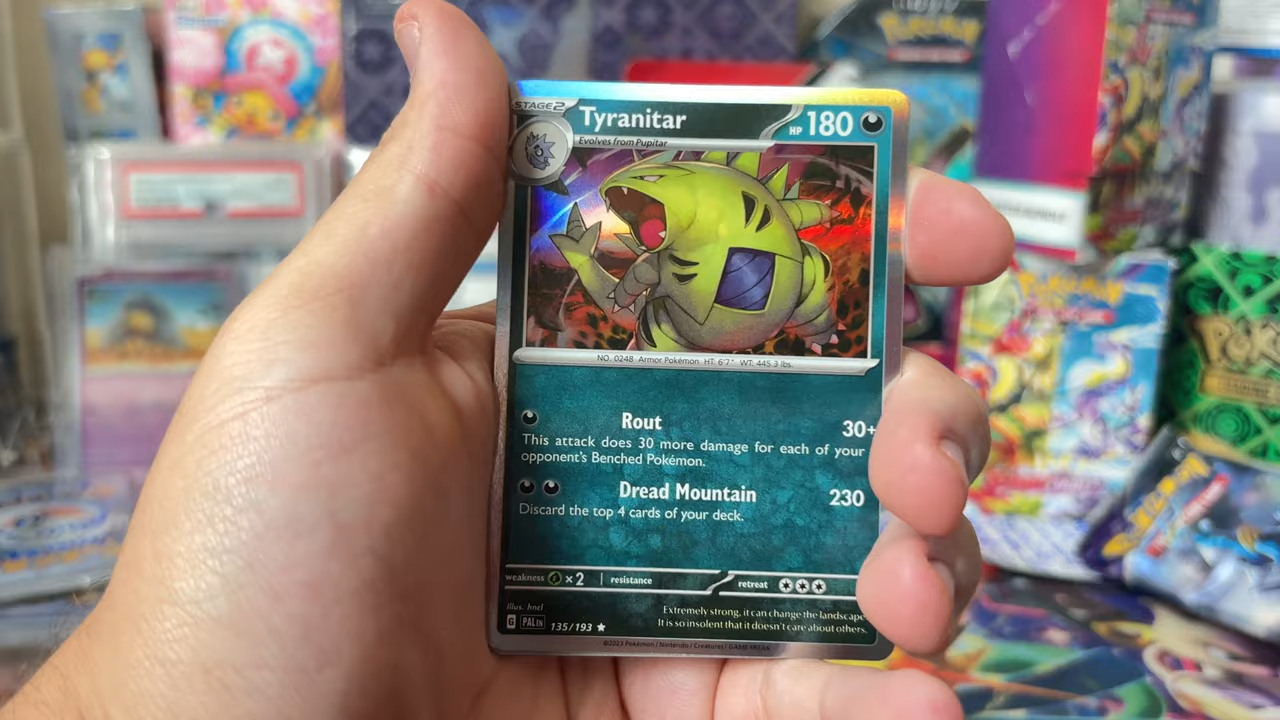 STAGE2
Tyranitar
HP 180
Evolves from Pupitar
NO. 0248 Armor Pokémon HT: 6'7" WT: 445.3 lbs.
Rout 30+
This attack does 30 more damage for each of your
opponent's Benched Pokémon.
Dread Mountain 230
Discard the top 4 cards of your deck.
weakness ×2 resistance retreat
Illus. hncl
Extremely strong, it can change the landscape.
It is so insolent that it doesn't care about others.
G PAL EN 135/193
©2023 Pokémon / Nintendo / Creatures / GAME FREAK
Pokémon
Pokémon
POKÉ
POKÉMON